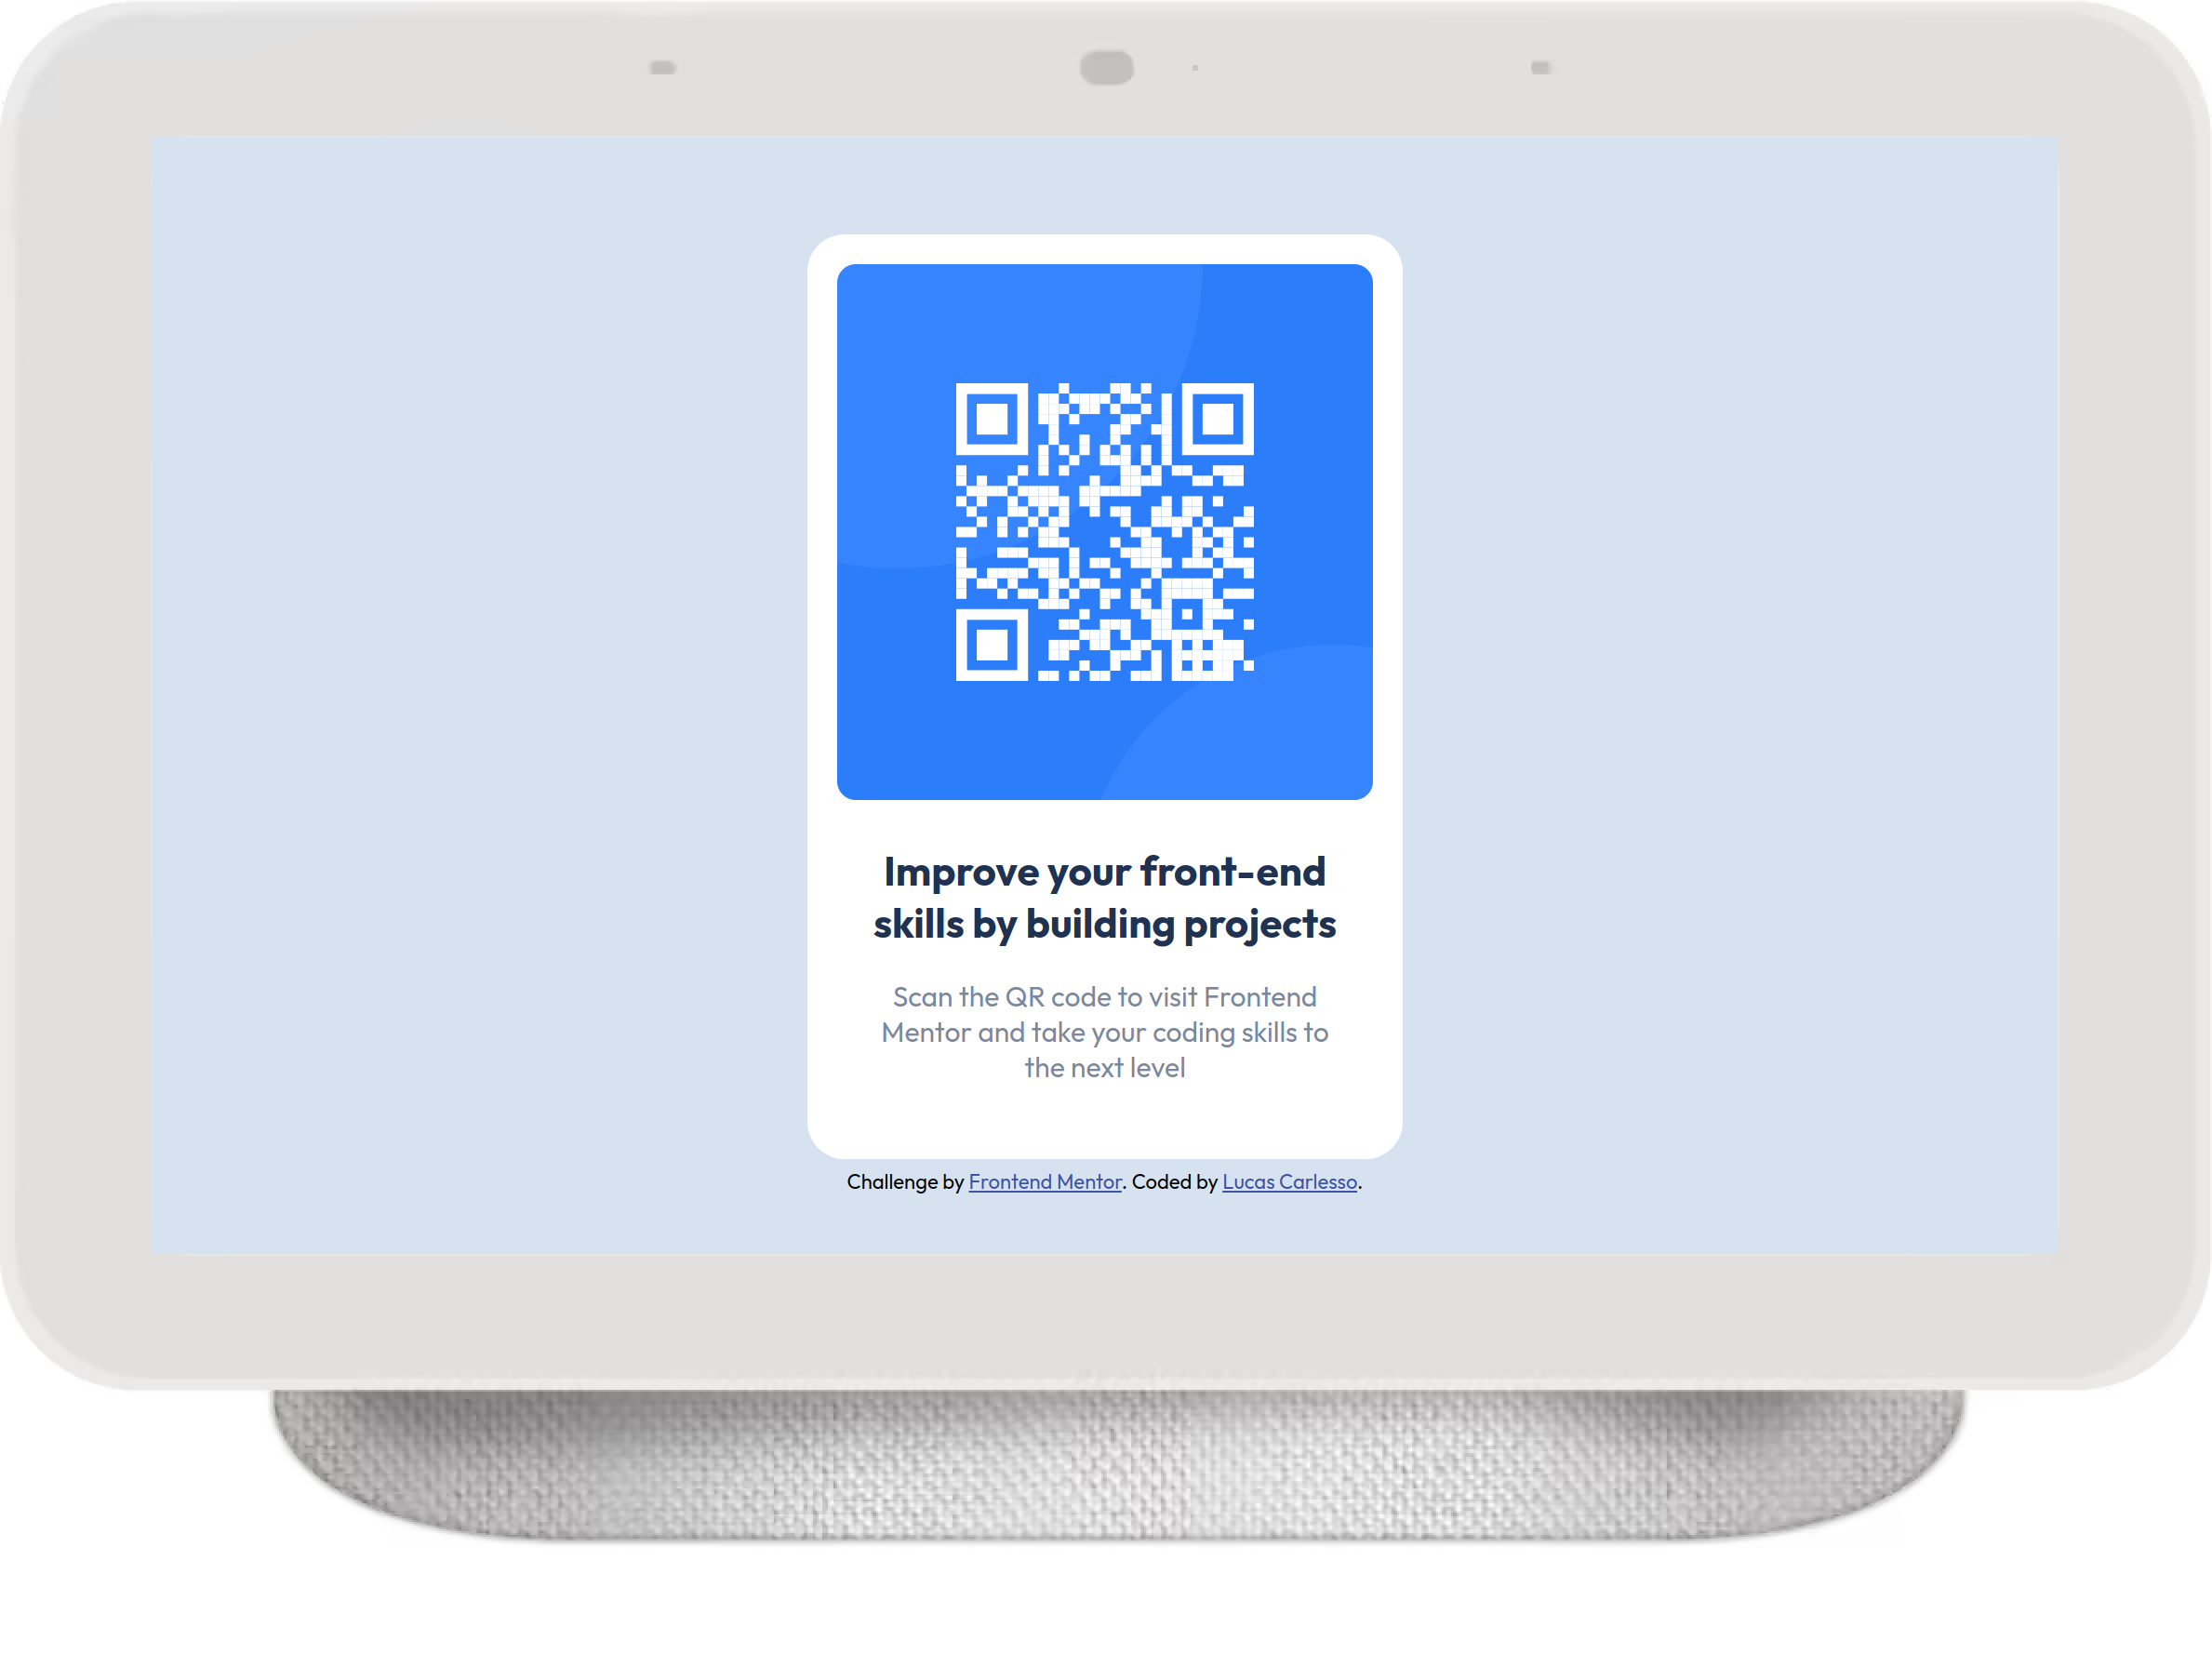 Improve your front-end
skills by building projects
Scan the QR code to visit Frontend
Mentor and take your coding skills to
the next level
Challenge by Frontend Mentor. Coded by Lucas Carlesso.